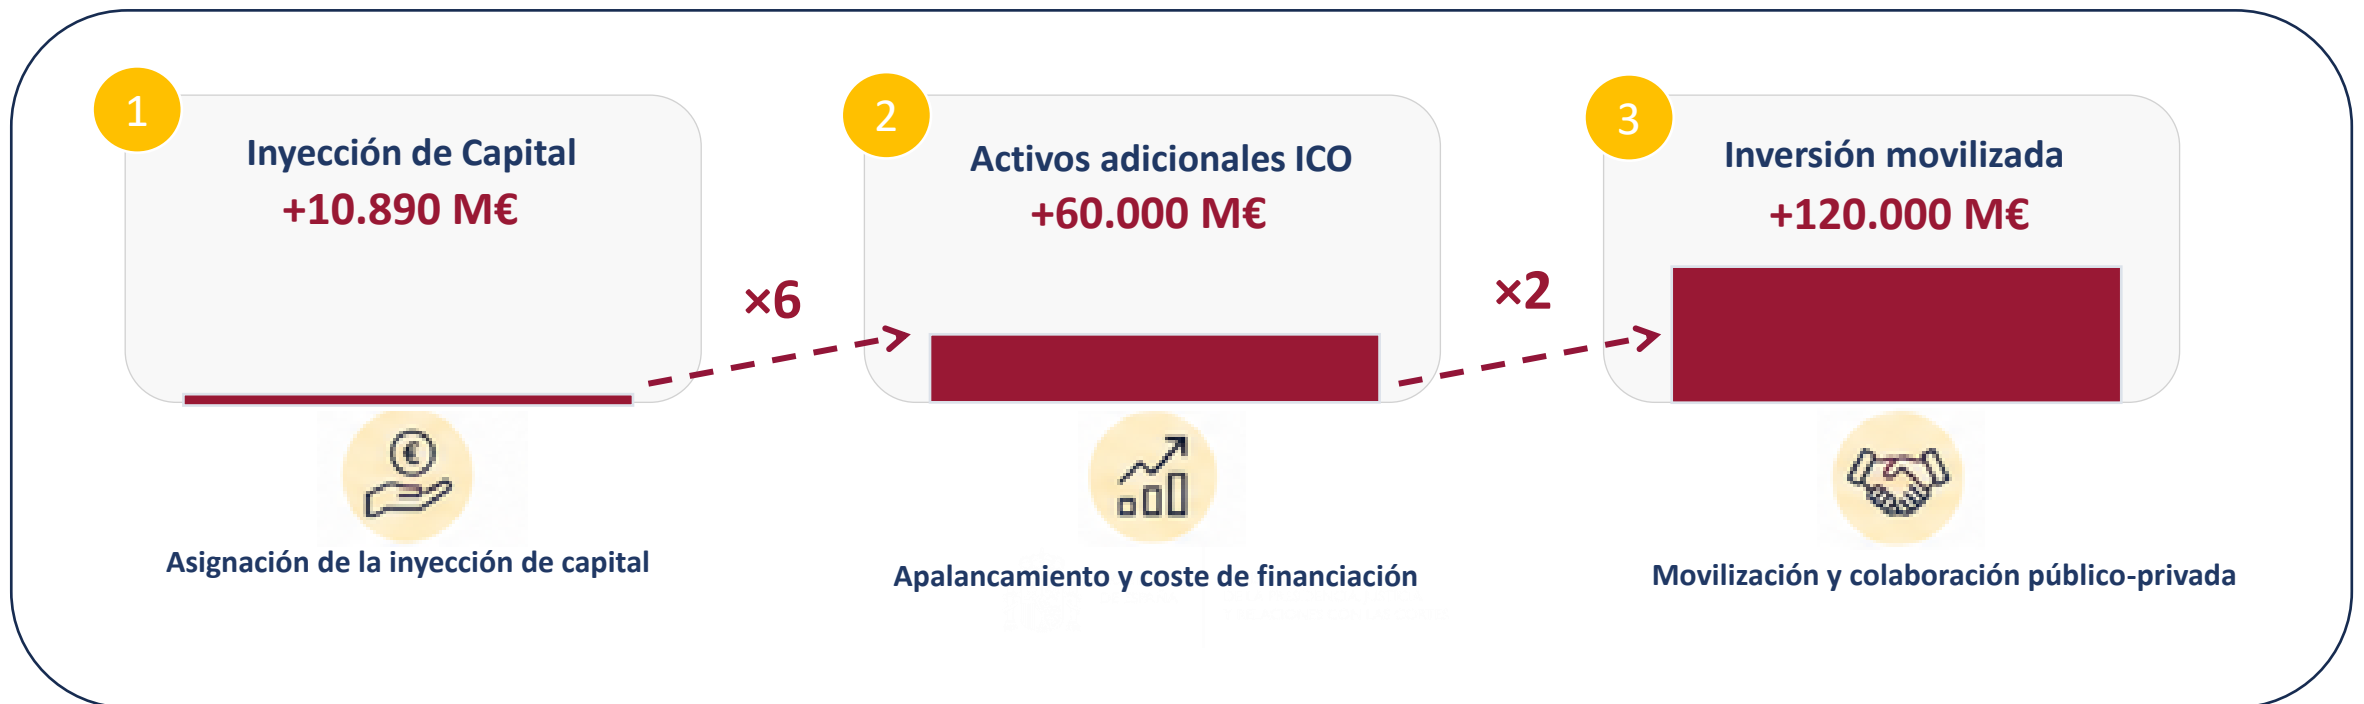 1
Inyección de Capital
+10.890 M€
×6
Asignación de la inyección de capital
2
Activos adicionales ICO
+60.000 M€
×2
Apalancamiento y coste de financiación
3
Inversión movilizada
+120.000 M€
Movilización y colaboración público-privada